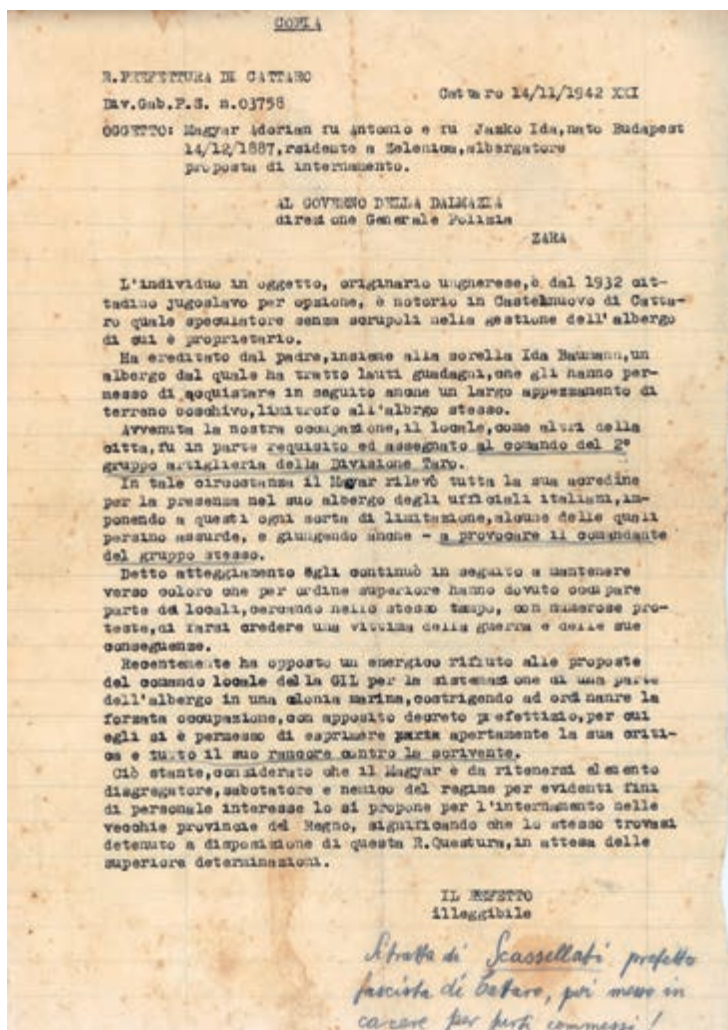 COPIA
R.PREFETTURA DI CATTARO
Cattaro 14/11/1942 XXI
Div.Gab.P.S. n.03758
OGGETTO: Magyar Adorian fu Antonio e fu Jamko Ida,nato Budapest
14/12/1887,rsidente a Zelenica,albergatore
proposta di internamento.
AL GOVERNO DELLA DALMAZIA
direzione Generale Polizia
ZARA
L'individuo in oggetto, originario ungherese,è dal 1932 cit-
tadino jugoslavo per opzione, è notorio in Castelnuovo di Catta-
ro quale speculatore senza scrupoli nella gestione dell'albergo
di cui è proprietario.
Ha ereditato dal padre,insieme alla sorella Ida Baumann,un
albergo dal quale ha tratto lauti guadagni,che gli hanno per-
messo di acquistare in seguito anche un largo appezzamento di
terreno boschivo,limitrofo all'albrgo stesso.
Avvenuta la nostra occupazione,il locale,come altri della
citta,fu in parte requisito ed assegnato al comando del 2°
gruppo artiglieria della Divisione Taro.
In tale circostanza il Magyar rilevò tutta la sua acredine
per la presenza nel suo albergo degli ufficiali italiani,im-
ponendo a questi ogni sorta di limitazione,alcune delle quali
persino assurde, e giungendo anche - a provocare il comandante
del gruppo stesso.
Detto atteggiamento egli continuò in seguito a mantenere
verso coloro che per ordine superiore hanno dovuto occupare
parte dei locali,cercando nello stesso tempo, con numerose pro-
teste,di farsi credere una vittima della guerra e delle sue
conseguenze.
Recentemente ha opposto un energico rifiuto alle proposte
del comando locale della GIL per la sistemazione di una parte
dell'albergo in una colonia marina,costrigendo ad ordinanre la
forzata occupazione,con apposito decreto prefettizio,per cui
egli si è permesso di esprimere apertamente la sua criti-
ca e tutto il suo rancore contro lo scrivente.
Ciò stante,considerato che il Magyar è da ritenersi elemento
disgregatore,sabotatore e nemico del regime per evidenti fini
di personale interesse lo si propone per l'internamento nelle
vecchie provincie del Regno, significando che lo stesso trovasi
detenuto a disposizione di questa R.Questura,in attesa delle
superiore determinazioni.
IL PREFETTO
illeggibile
Si tratta di Scassellati prefetto
fascista di Cattaro, poi messo in
carcere per furti commessi!